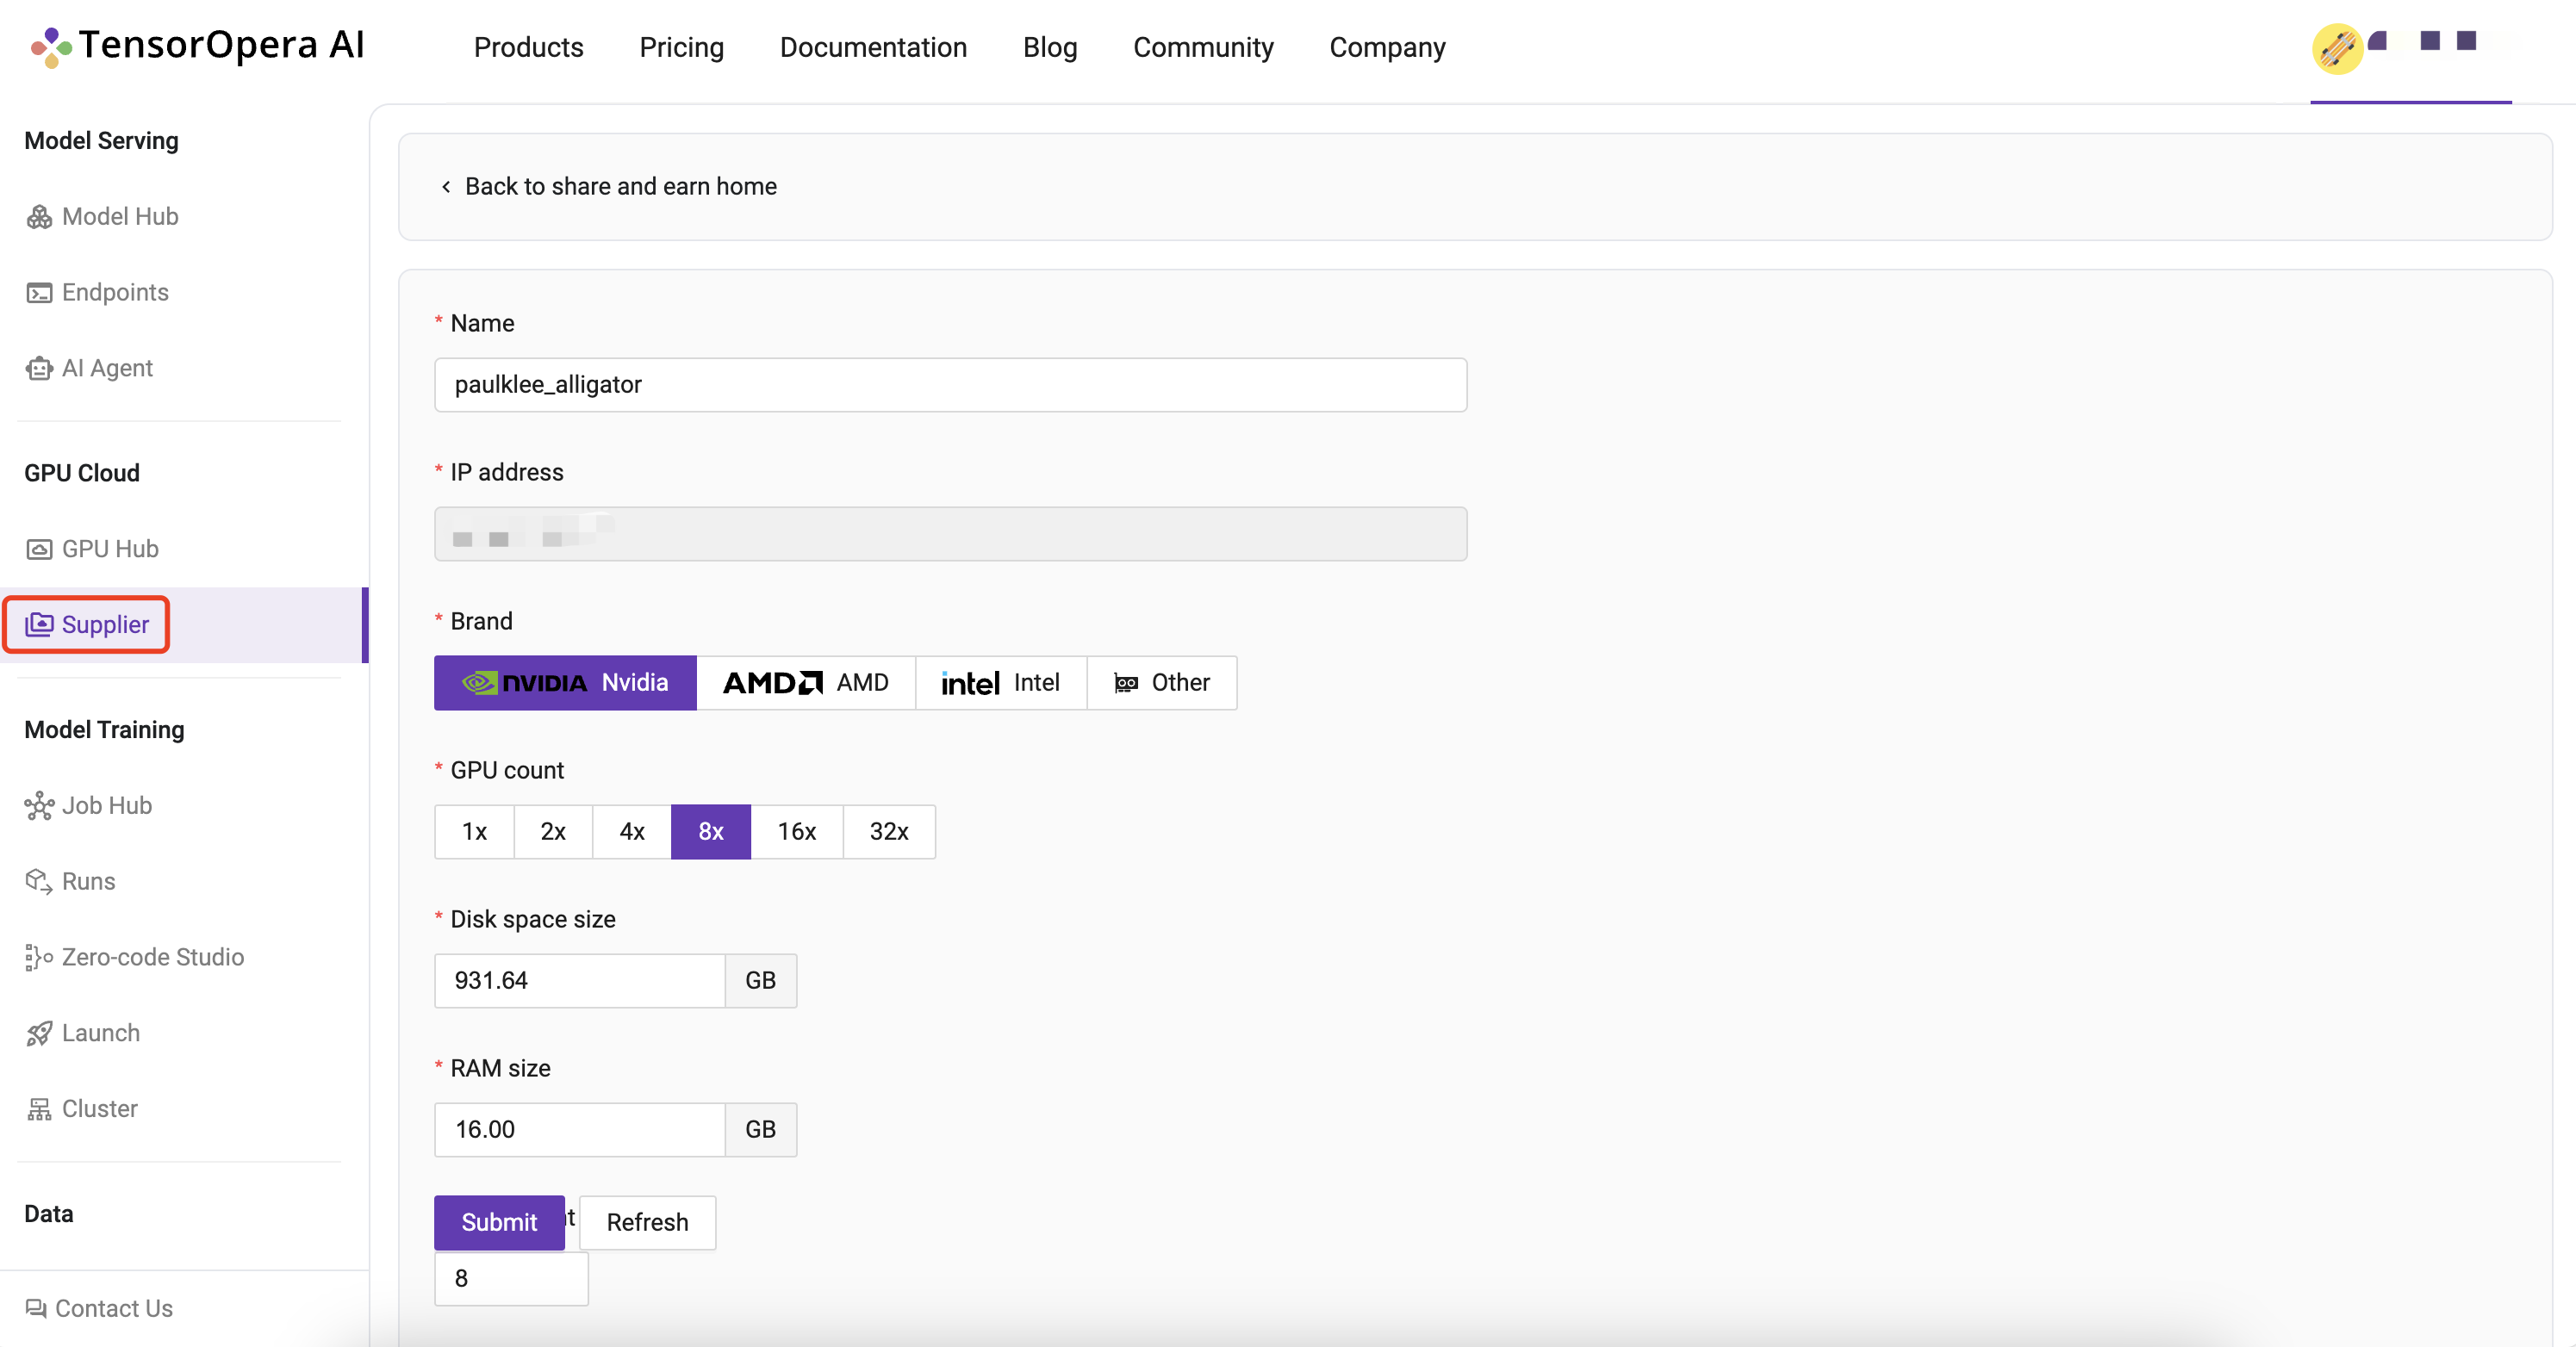 TensorOpera AI
Products Pricing Documentation Blog Community Company
Model Serving
Model Hub
Endpoints
AI Agent
GPU Cloud
GPU Hub
Supplier
Model Training
Job Hub
Runs
Zero-code Studio
Launch
Cluster
Data
Contact Us
Back to share and earn home
* Name
paulklee_alligator
* IP address
* Brand
NVIDIA Nvidia AMD AMD intel Intel Other
* GPU count
1x 2x 4x 8x 16x 32x
* Disk space size
931.64 GB
* RAM size
16.00 GB
Submit Refresh
8